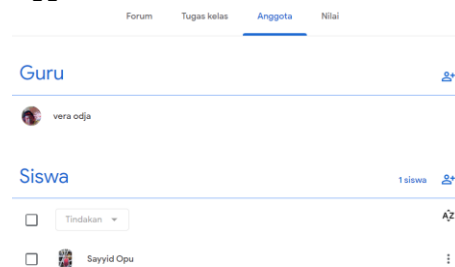 Forum Tugas kelas Anggota Nilai
Guru
vera odja
Siswa 1 siswa
Tindakan AZ
Sayyid Opu